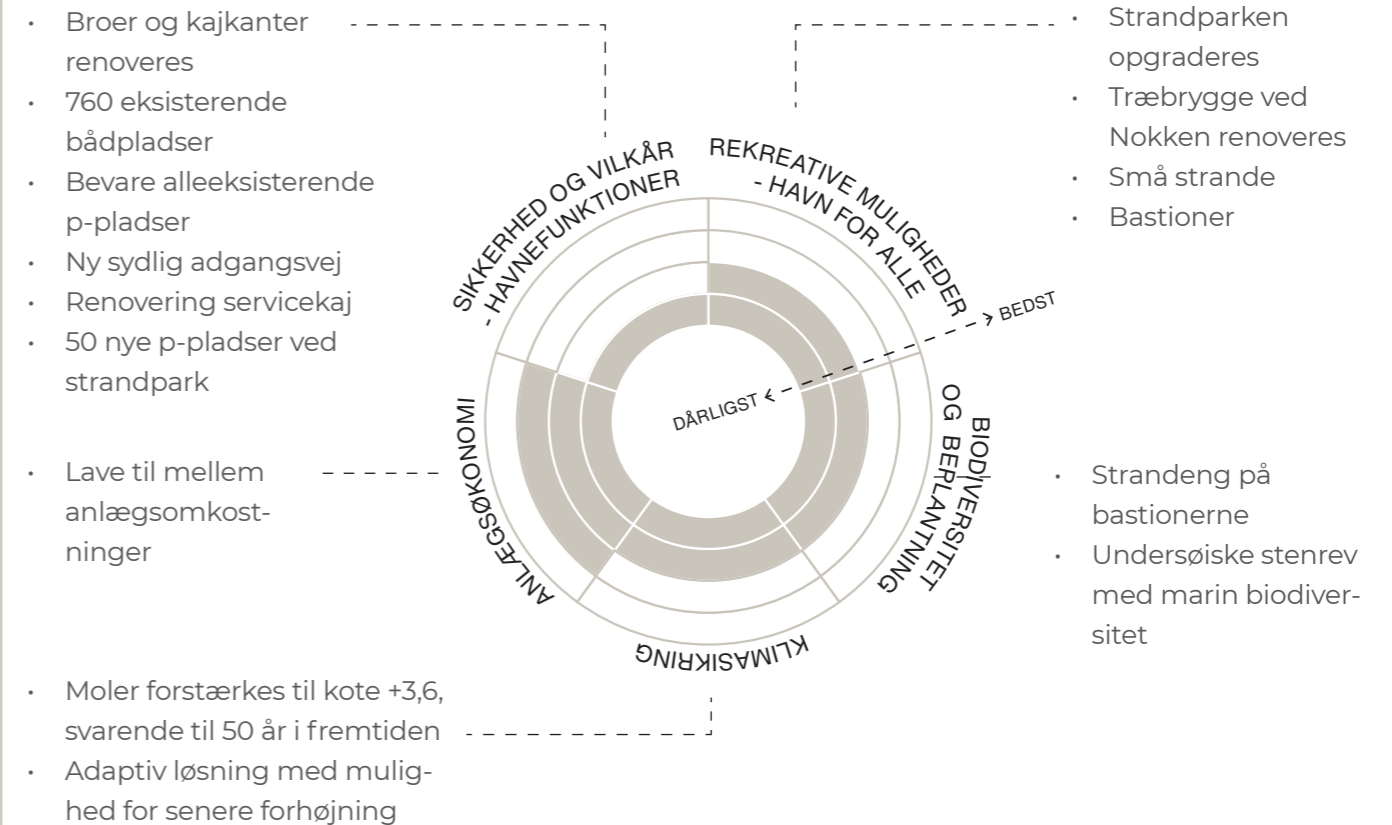 • Broer og kajkanter
renoveres
• 760 eksisterende
bådpladser
• Bevare alleeksisterende
p-pladser
• Ny sydlig adgangsvej
• Renovering servicekaj
• 50 nye p-pladser ved
strandpark
• Lave til mellem
anlægsomkost-
ninger
• Moler forstærkes til kote +3,6,
svarende til 50 år i fremtiden
• Adaptiv løsning med mulig-
hed for senere forhøjning
SIKKERHED OG VILKÅR
- HAVNEFUNKTIONER
REKREATIVE MULIGHEDER
- HAVN FOR ALLE
BEDST
DÅRLIGST
BIODIVERSITET
OG BEPLANTNING
KLIMASIKRING
ANLÆGSØKONOMI
• Strandparken
opgraderes
• Træbrygge ved
Nokken renoveres
• Små strande
• Bastioner
• Strandeng på
bastionerne
• Undersøiske stenrev
med marin biodiver-
sitet